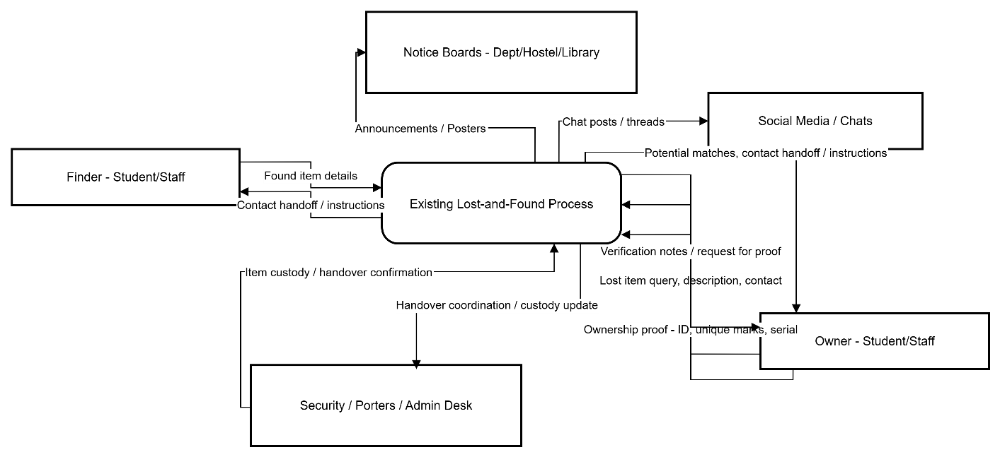 Notice Boards - Dept/Hostel/Library
Social Media / Chats
Chat posts / threads
Announcements / Posters
Potential matches, contact handoff / instructions
Finder - Student/Staff
Found item details
Contact handoff / instructions
Existing Lost-and-Found Process
Verification notes / request for proof
Item custody / handover confirmation
Lost item query, description, contact
Handover coordination / custody update
Ownership proof - ID, unique marks, serial
Owner - Student/Staff
Security / Porters / Admin Desk